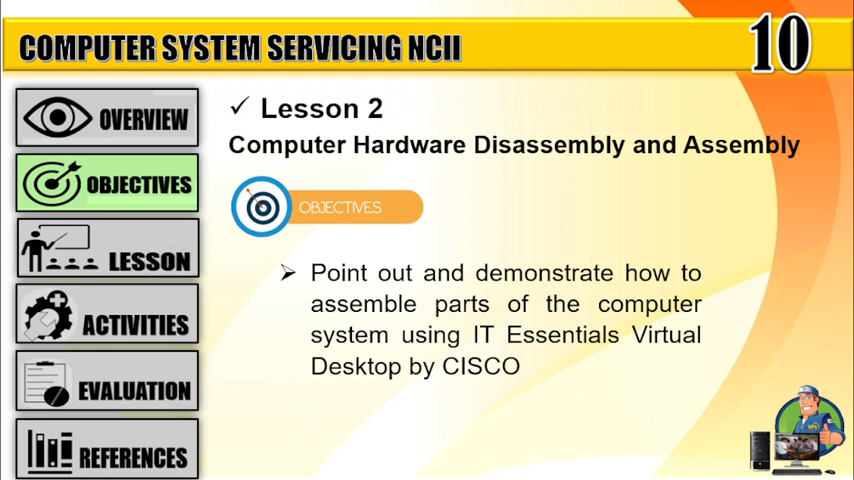 COMPUTER SYSTEM SERVICING NCII
10
OVERVIEW
OBJECTIVES
LESSON
ACTIVITIES
EVALUATION
REFERENCES
✓ Lesson 2
Computer Hardware Disassembly and Assembly
OBJECTIVES
➢ Point out and demonstrate how to
assemble parts of the computer
system using IT Essentials Virtual
Desktop by CISCO